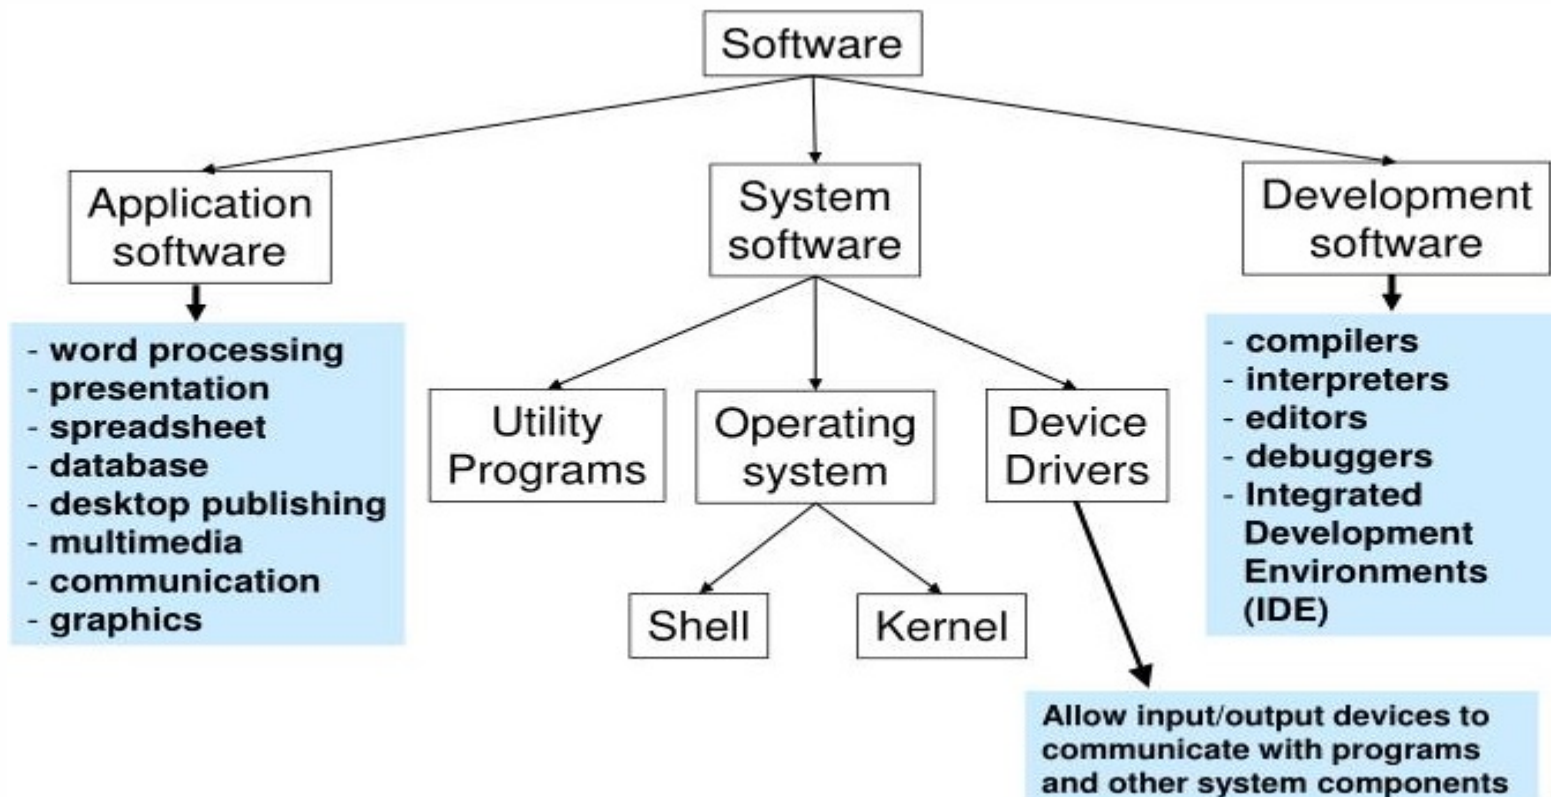 Software
Application
software
- word processing
- presentation
- spreadsheet
- database
- desktop publishing
- multimedia
- communication
- graphics
System
software
Utility
Programs
Operating
system
Shell
Kernel
Device
Drivers
Allow input/output devices to
communicate with programs
and other system components
Development
software
- compilers
- interpreters
- editors
- debuggers
- Integrated
Development
Environments
(IDE)